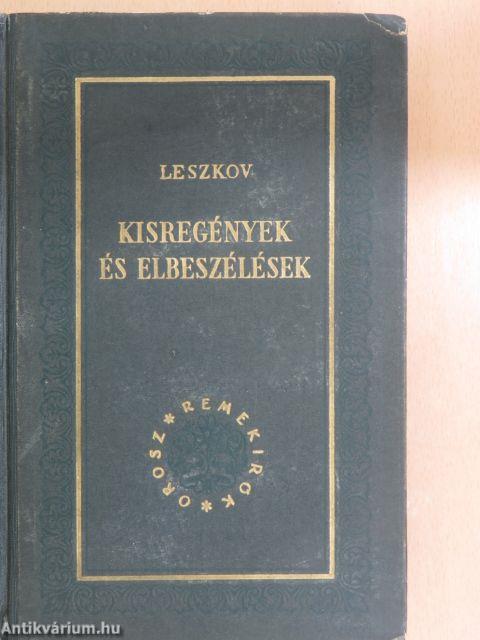 LESZKOV
KISREGÉNYEK
ÉS ELBESZÉLÉSEK
OROSZ * REMEKÍRÓK *
Antikvárium.hu